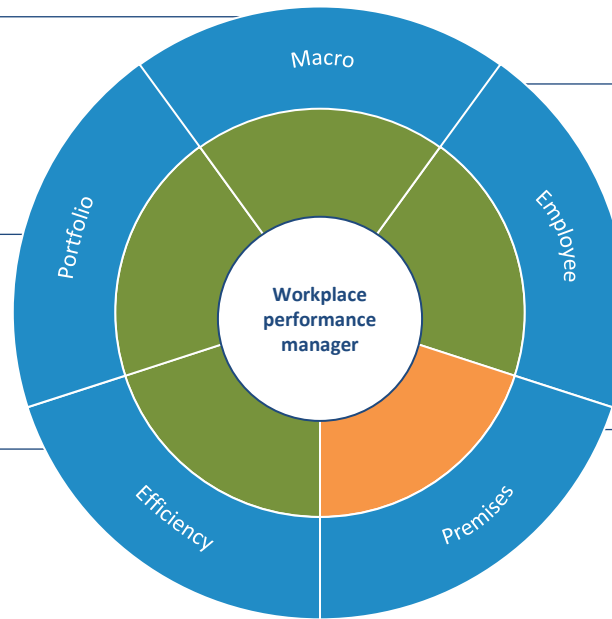 Macro
Portfolio
Employee
Workplace
performance
manager
Efficiency
Premises